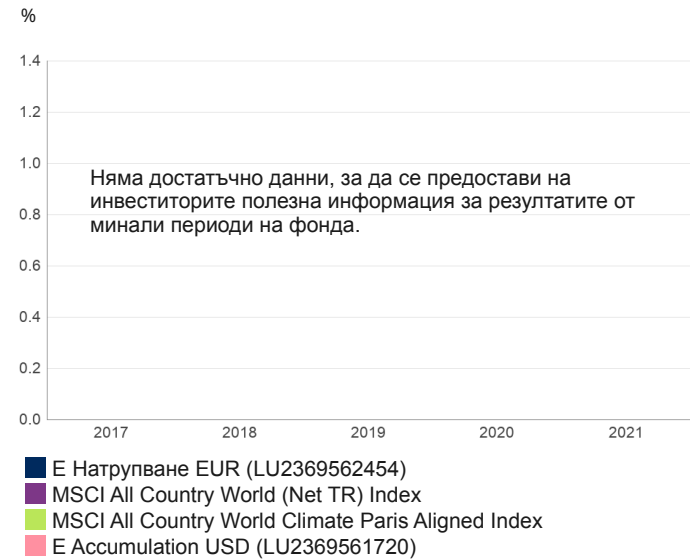 %
1.4
1.2
1.0
Няма достатъчно данни, за да се предостави на
инвеститорите полезна информация за резултатите от
минали периоди на фонда.
0.8
0.6
0.4
0.2
0.0
2017 2018 2019 2020 2021
Е Натрупване EUR (LU2369562454)
MSCI All Country World (Net TR) Index
MSCI All Country World Climate Paris Aligned Index
E Accumulation USD (LU2369561720)